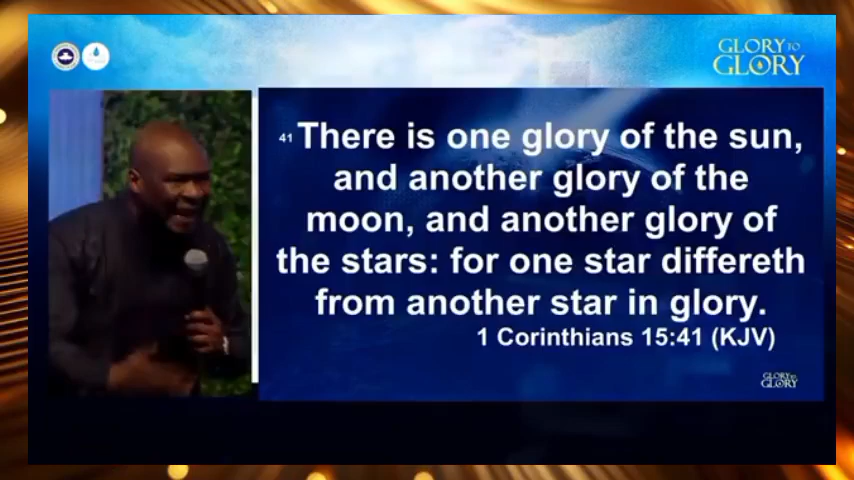 GLORY TO
GLORY
41 There is one glory of the sun,
and another glory of the
moon, and another glory of
the stars: for one star differeth
from another star in glory.
1 Corinthians 15:41 (KJV)
GLORY TO
GLORY